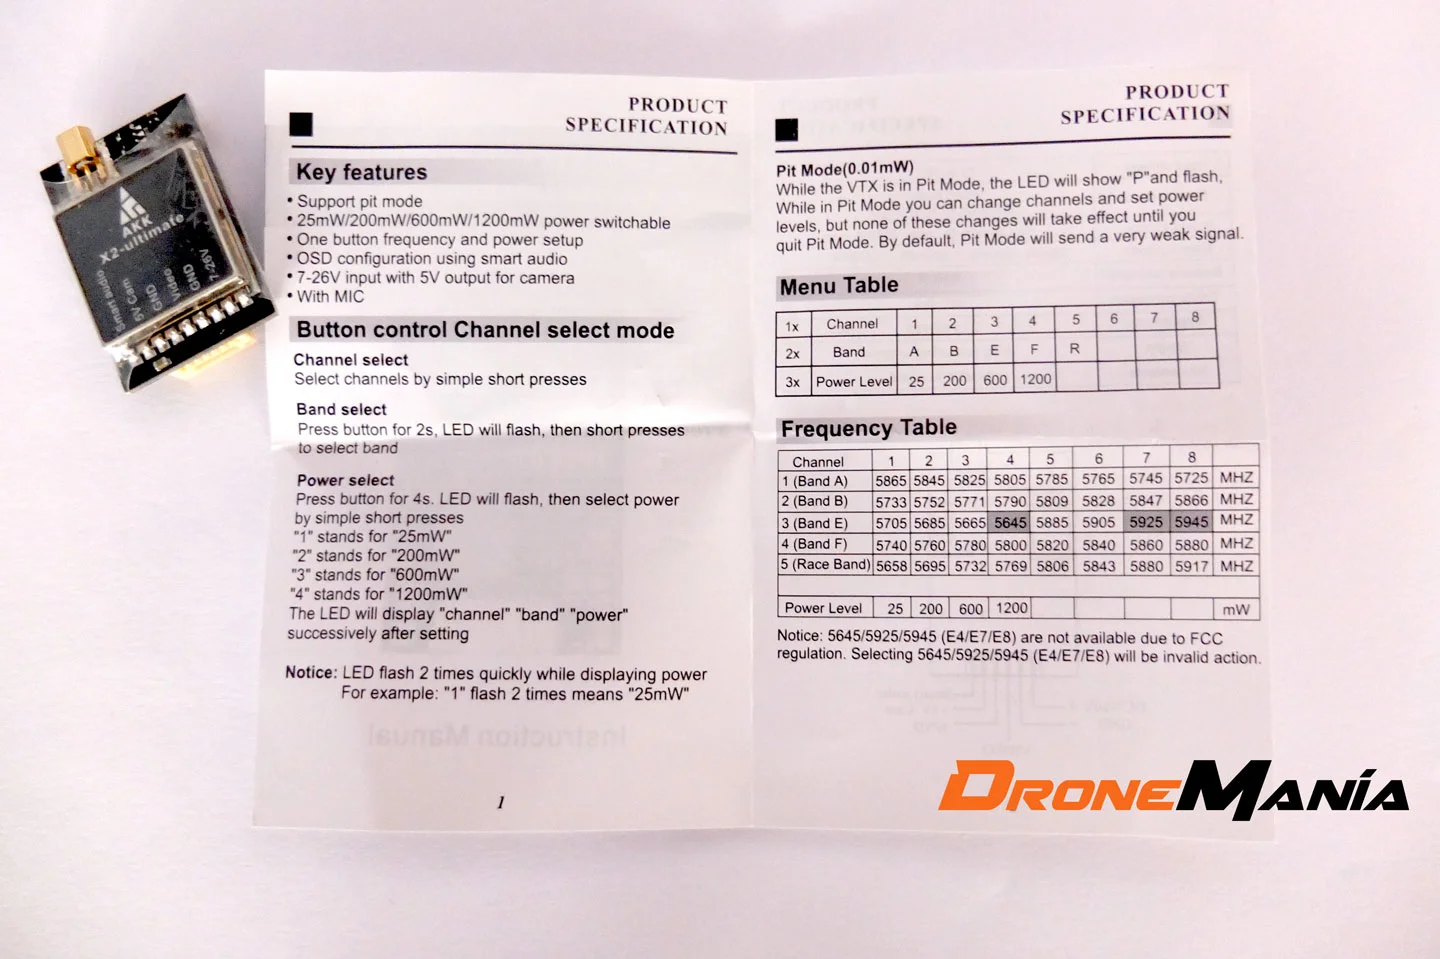 AKK
X2-ultimate
Smart audio
5V Cam
GND
Video
GND
7-26V
PRODUCT
SPECIFICATION
Key features
• Support pit mode
• 25mW/200mW/600mW/1200mW power switchable
• One button frequency and power setup
• OSD configuration using smart audio
• 7-26V input with 5V output for camera
• With MIC
Button control Channel select mode
Channel select
Select channels by simple short presses
Band select
Press button for 2s, LED will flash, then short presses
to select band
Power select
Press button for 4s. LED will flash, then select power
by simple short presses
"1" stands for "25mW"
"2" stands for "200mW"
"3" stands for "600mW"
"4" stands for "1200mW"
The LED will display "channel" "band" "power"
successively after setting
Notice: LED flash 2 times quickly while displaying power
For example: "1" flash 2 times means "25mW"
Instruction Manual
1
PRODUCT
SPECIFICATION
Pit Mode(0.01mW)
While the VTX is in Pit Mode, the LED will show "P"and flash,
While in Pit Mode you can change channels and set power
levels, but none of these changes will take effect until you
quit Pit Mode. By default, Pit Mode will send a very weak signal.
Menu Table
1x Channel 1 2 3 4 5 6 7 8
2x Band A B E F R
3x Power Level 25 200 600 1200
Frequency Table
Channel 1 2 3 4 5 6 7 8
1 (Band A) 5865 5845 5825 5805 5785 5765 5745 5725 MHZ
2 (Band B) 5733 5752 5771 5790 5809 5828 5847 5866 MHZ
3 (Band E) 5705 5685 5665 5645 5885 5905 5925 5945 MHZ
4 (Band F) 5740 5760 5780 5800 5820 5840 5860 5880 MHZ
5 (Race Band) 5658 5695 5732 5769 5806 5843 5880 5917 MHZ
Power Level 25 200 600 1200 mW
Notice: 5645/5925/5945 (E4/E7/E8) are not available due to FCC
regulation. Selecting 5645/5925/5945 (E4/E7/E8) will be invalid action.
DRONEMANÍA